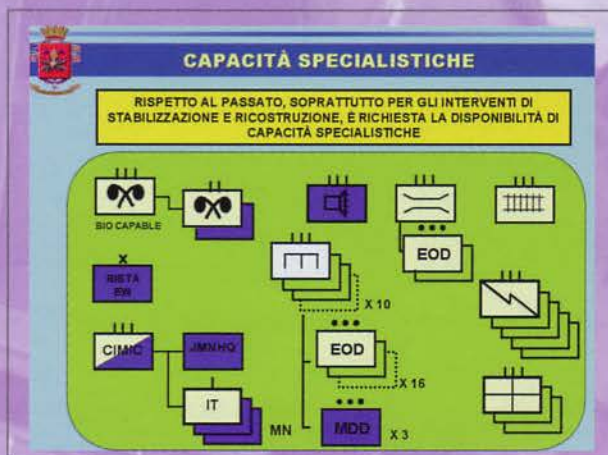 CAPACITÀ SPECIALISTICHE
RISPETTO AL PASSATO, SOPRATTUTTO PER GLI INTERVENTI DI
STABILIZZAZIONE E RICOSTRUZIONE, È RICHIESTA LA DISPONIBILITÀ DI
CAPACITÀ SPECIALISTICHE
BIO CAPABLE
EOD
X
RISTA
EW
X 10
CIMIC
JMNHQ
EOD
X 16
IT
MN
MDD
X 3